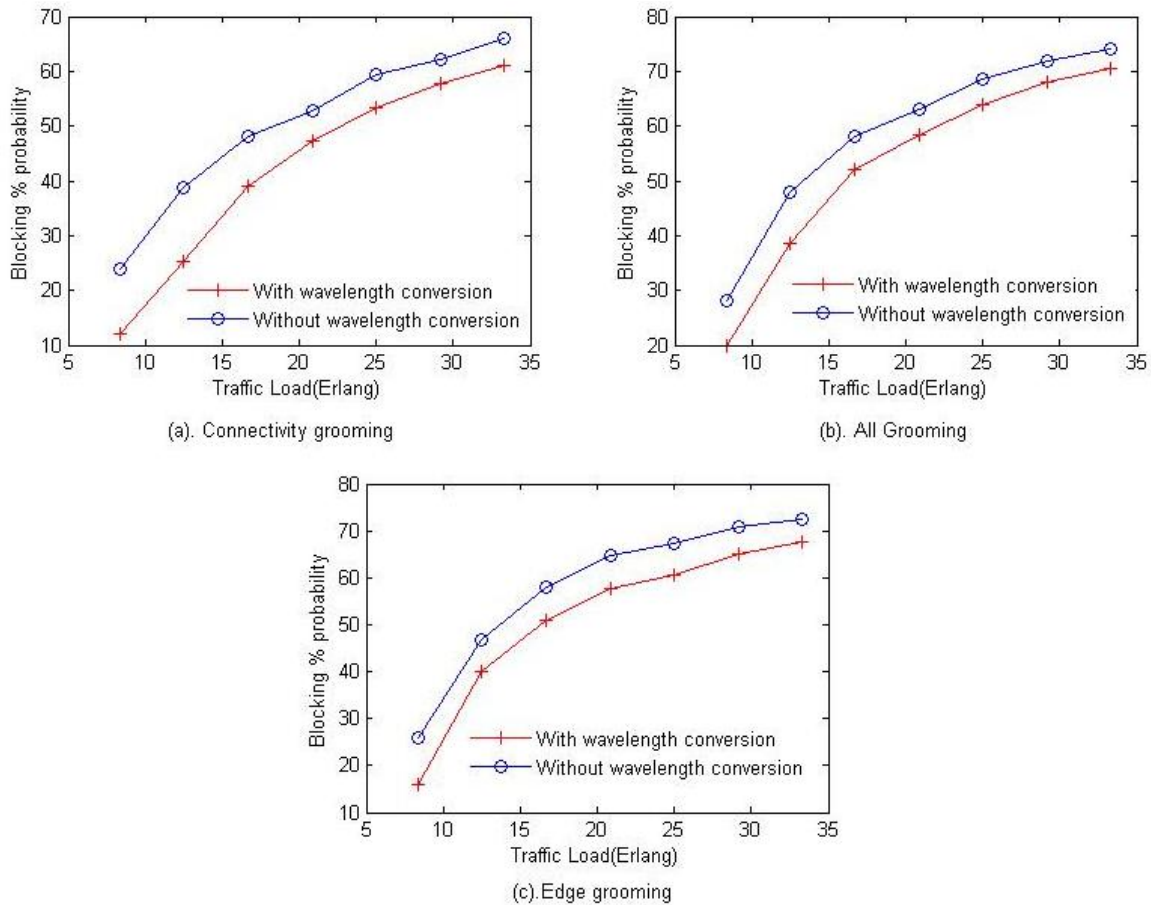 70
60
50
40
30
20
10
5 10 15 20 25 30 35
Blocking % probability
With wavelength conversion
Without wavelength conversion
Traffic Load(Erlang)
(a). Connectivity grooming
80
70
60
50
40
30
20
5 10 15 20 25 30 35
Blocking % probability
With wavelength conversion
Without wavelength conversion
Traffic Load(Erlang)
(b). All Grooming
80
70
60
50
40
30
20
10
5 10 15 20 25 30 35
Blocking % probability
With wavelength conversion
Without wavelength conversion
Traffic Load(Erlang)
(c).Edge grooming